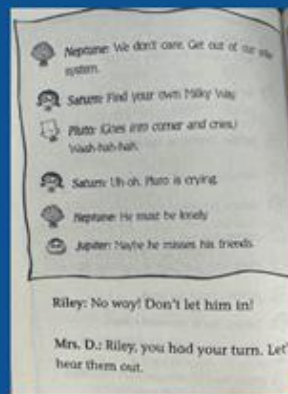 Neptune: We don't care. Get out of our solar
system.
Saturn: Find your own Milky Way.
Pluto: (Goes into corner and cries.)
Waah-hah-hah.
Saturn: Uh-oh. Pluto is crying.
Neptune: He must be lonely.
Jupiter: Maybe he misses his friends.
Riley: No way! Don't let him in!
Mrs. D.: Riley, you had your turn. Let'
hear them out.